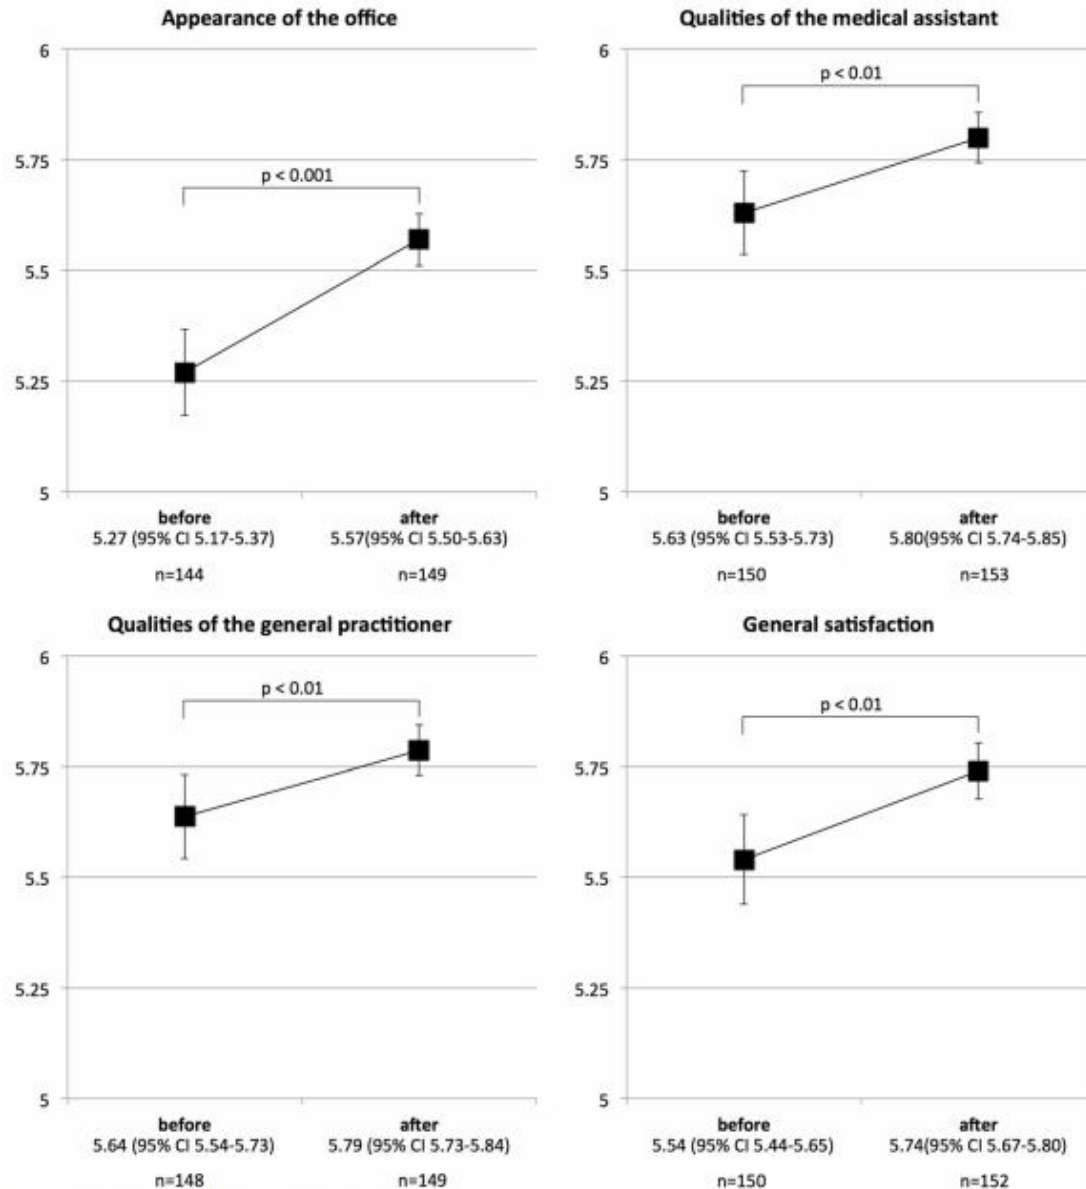 Appearance of the office
6
5.75
5.5
5.25
5
p < 0.001
before after
5.27 (95% CI 5.17-5.37) 5.57(95% CI 5.50-5.63)
n=144 n=149
Qualities of the medical assistant
6
5.75
5.5
5.25
5
p < 0.01
before after
5.63 (95% CI 5.53-5.73) 5.80(95% CI 5.74-5.85)
n=150 n=153
Qualities of the general practitioner
6
5.75
5.5
5.25
5
p < 0.01
before after
5.64 (95% CI 5.54-5.73) 5.79 (95% CI 5.73-5.84)
n=148 n=149
General satisfaction
6
5.75
5.5
5.25
5
p < 0.01
before after
5.54 (95% CI 5.44-5.65) 5.74(95% CI 5.67-5.80)
n=150 n=152